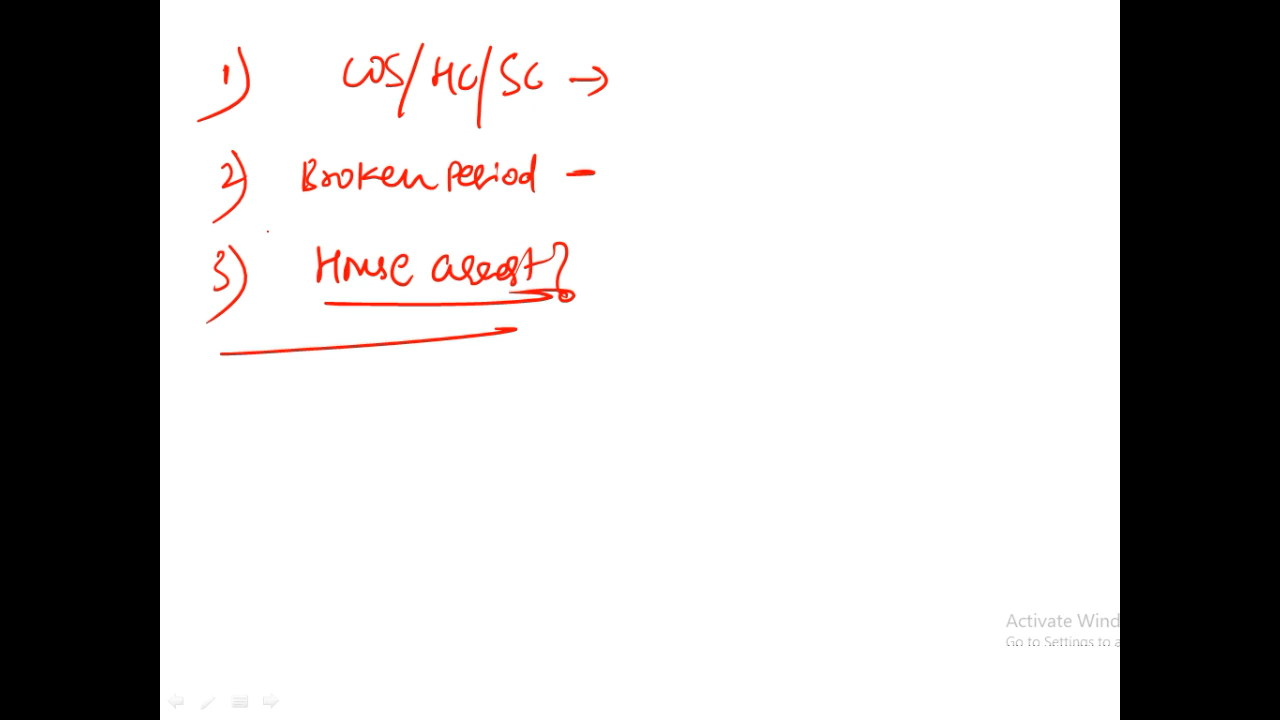 1) COS/HC/SC →
2) Broken period -
3) House arrest?
Activate Wind
Go to Settings to a